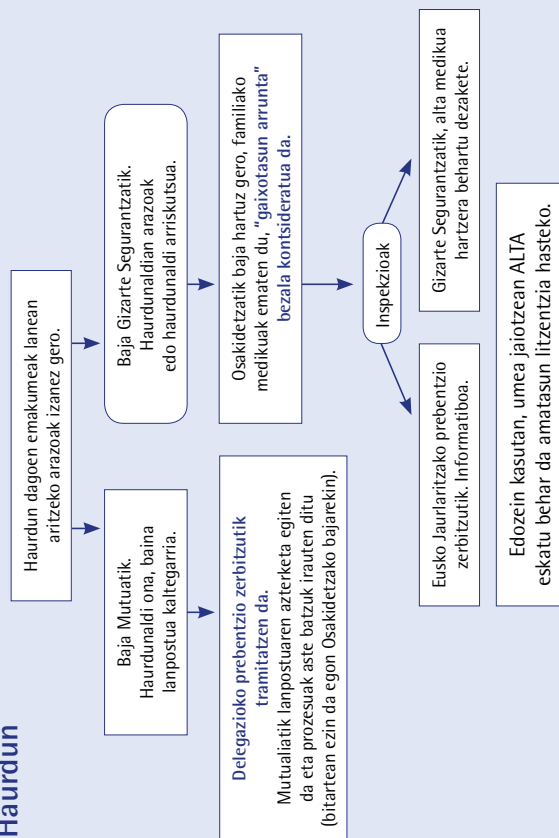 Haurdun
Haurdun dagoen emakumeak lanean
aritzeko arazoak izanez gero.
Baja Mutuatik.
Haurdunaldi ona, baina
lanpostua kaltegarria.
Baja Gizarte Segurantzatik.
Haurdunaldian arazoak
edo haurdunaldi arriskutsua.
Delegazioko prebentzio zerbitzutik
tramitatzen da.
Mutualiatik lanpostuaren azterketa egiten
da eta prozesuak aste batzuk irauten ditu
(bitartean ezin da egon Osakidetzako bajarekin).
Osakidetzatik baja hartuz gero, familiako
medikuak ematen du, "gaixotasun arrunta"
bezala kontsideratua da.
Inspekzioak
Eusko Jaurlaritzako prebentzio
zerbitzutik. Informatiboa.
Gizarte Segurantzatik, alta medikua
hartzera behartu dezakete.
Edozein kasutan, umea jaiotzean ALTA
eskatu behar da amatasun litzentzia hasteko.